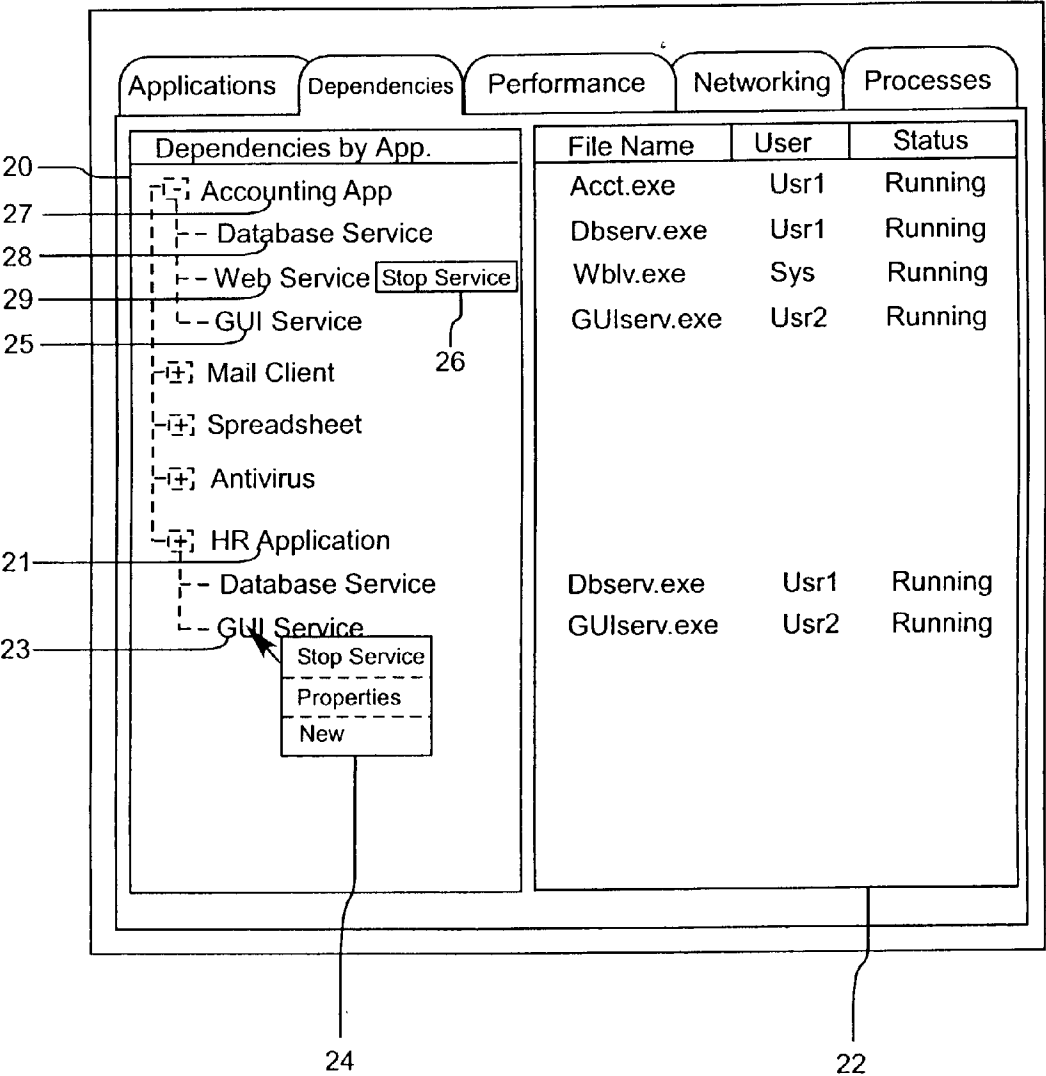 Applications Dependencies Performance Networking Processes
Dependencies by App. File Name User Status
20
Accounting App Acct.exe Usr1 Running
27
Database Service Dbserv.exe Usr1 Running
28
Web Service Stop Service Wblv.exe Sys Running
29
GUI Service GUIserv.exe Usr2 Running
25
26
Mail Client
Spreadsheet
Antivirus
HR Application
21
Database Service Dbserv.exe Usr1 Running
GUI Service GUIserv.exe Usr2 Running
23
Stop Service
Properties
New
24
22